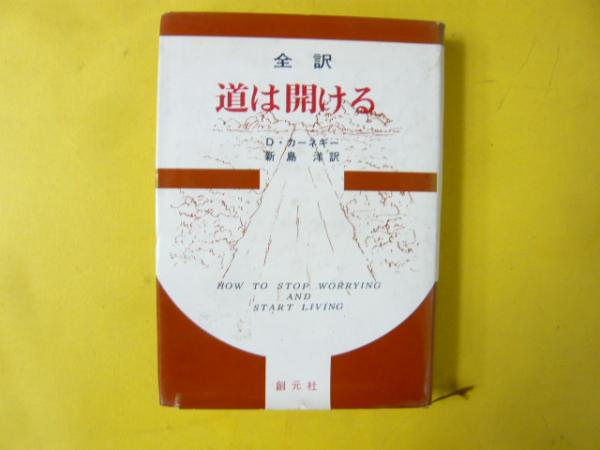 全訳
道は開ける
D・カーネギー
新島 洋訳
HOW TO STOP WORRYING
AND
START LIVING
創元社